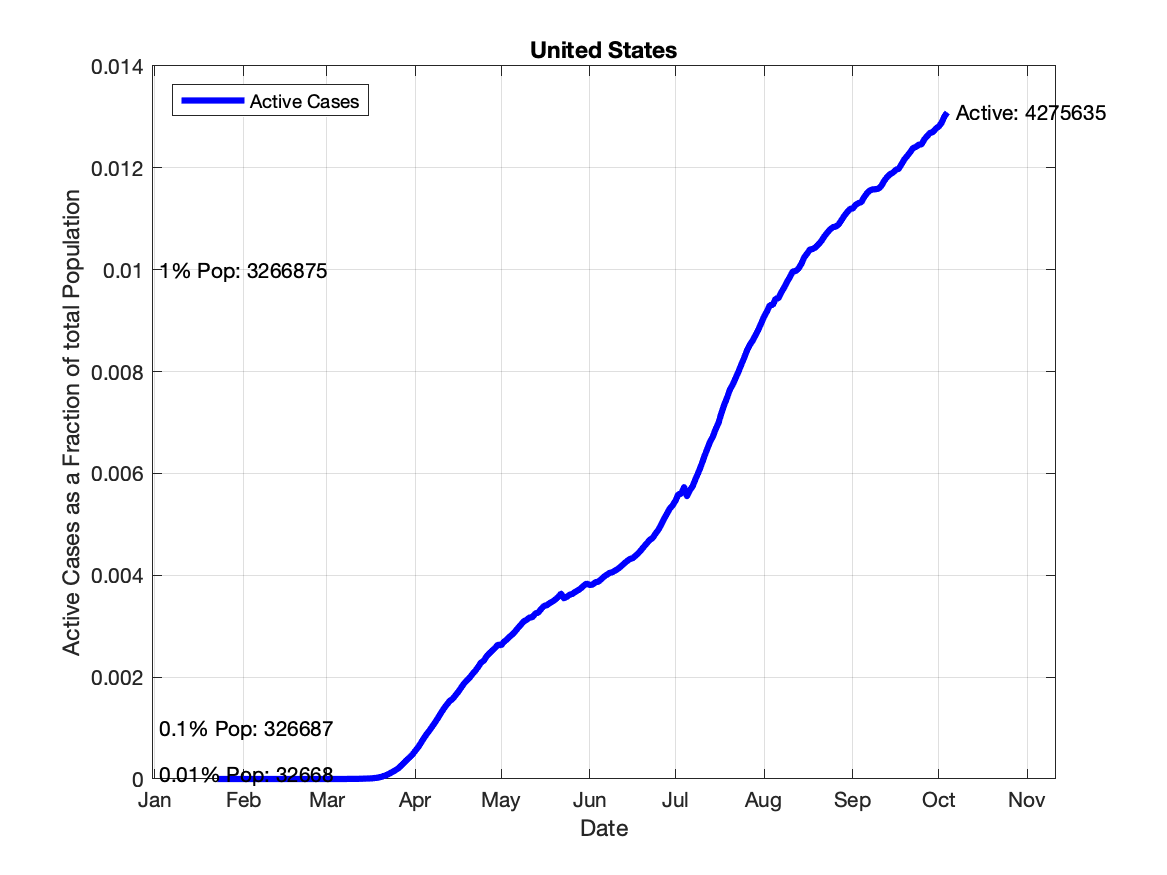 United States
0.014
Active Cases
Active: 4275635
0.012
1% Pop: 3266875
0.01
0.008
0.006
0.004
0.002
0.1% Pop: 326687
0.01% Pop: 32668
0
Jan Feb Mar Apr May Jun Jul Aug Sep Oct Nov
Date
Active Cases as a Fraction of total Population